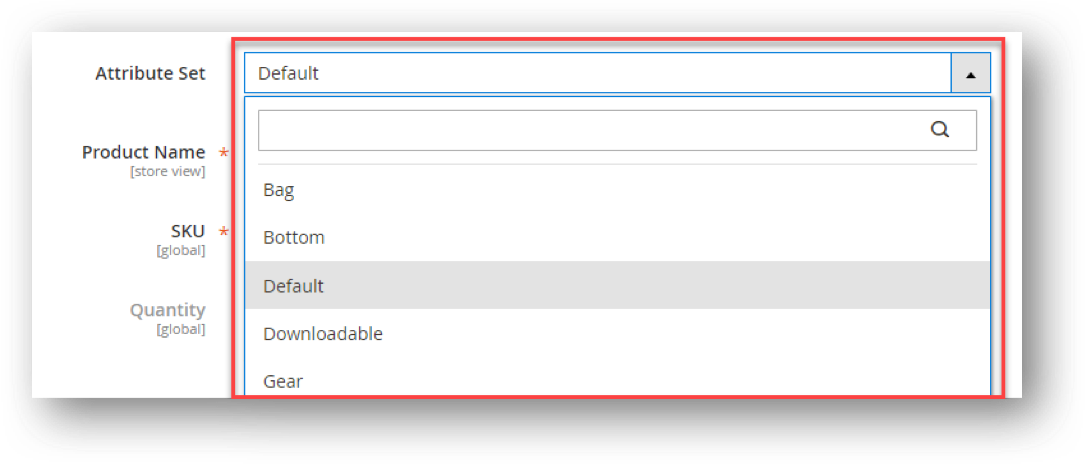 Attribute Set
Default
Product Name *
[store view]
Bag
SKU *
[global]
Bottom
Default
Quantity
[global]
Downloadable
Gear